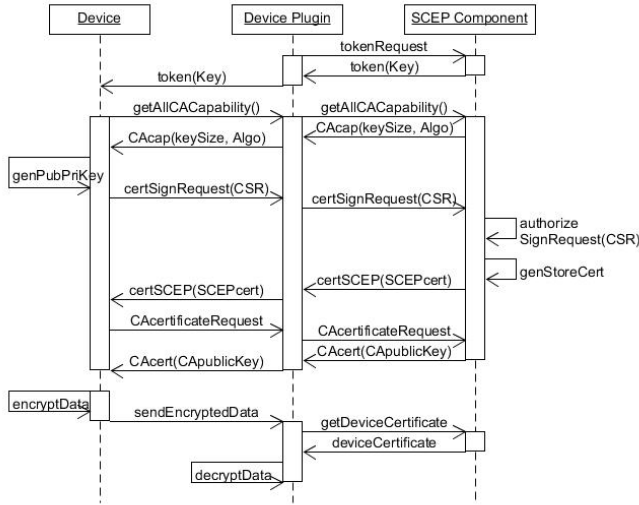 Device
Device Plugin
SCEP Component
tokenRequest
token(Key)
token(Key)
getAllCACapability()
getAllCACapability()
CAcap(keySize, Algo)
CAcap(keySize, Algo)
genPubPriKey
certSignRequest(CSR)
certSignRequest(CSR)
authorize
SignRequest(CSR)
genStoreCert
certSCEP(SCEPcert)
certSCEP(SCEPcert)
CAcertificateRequest
CAcertificateRequest
CAcert(CApublicKey)
CAcert(CApublicKey)
encryptData
sendEncryptedData
getDeviceCertificate
deviceCertificate
decryptData